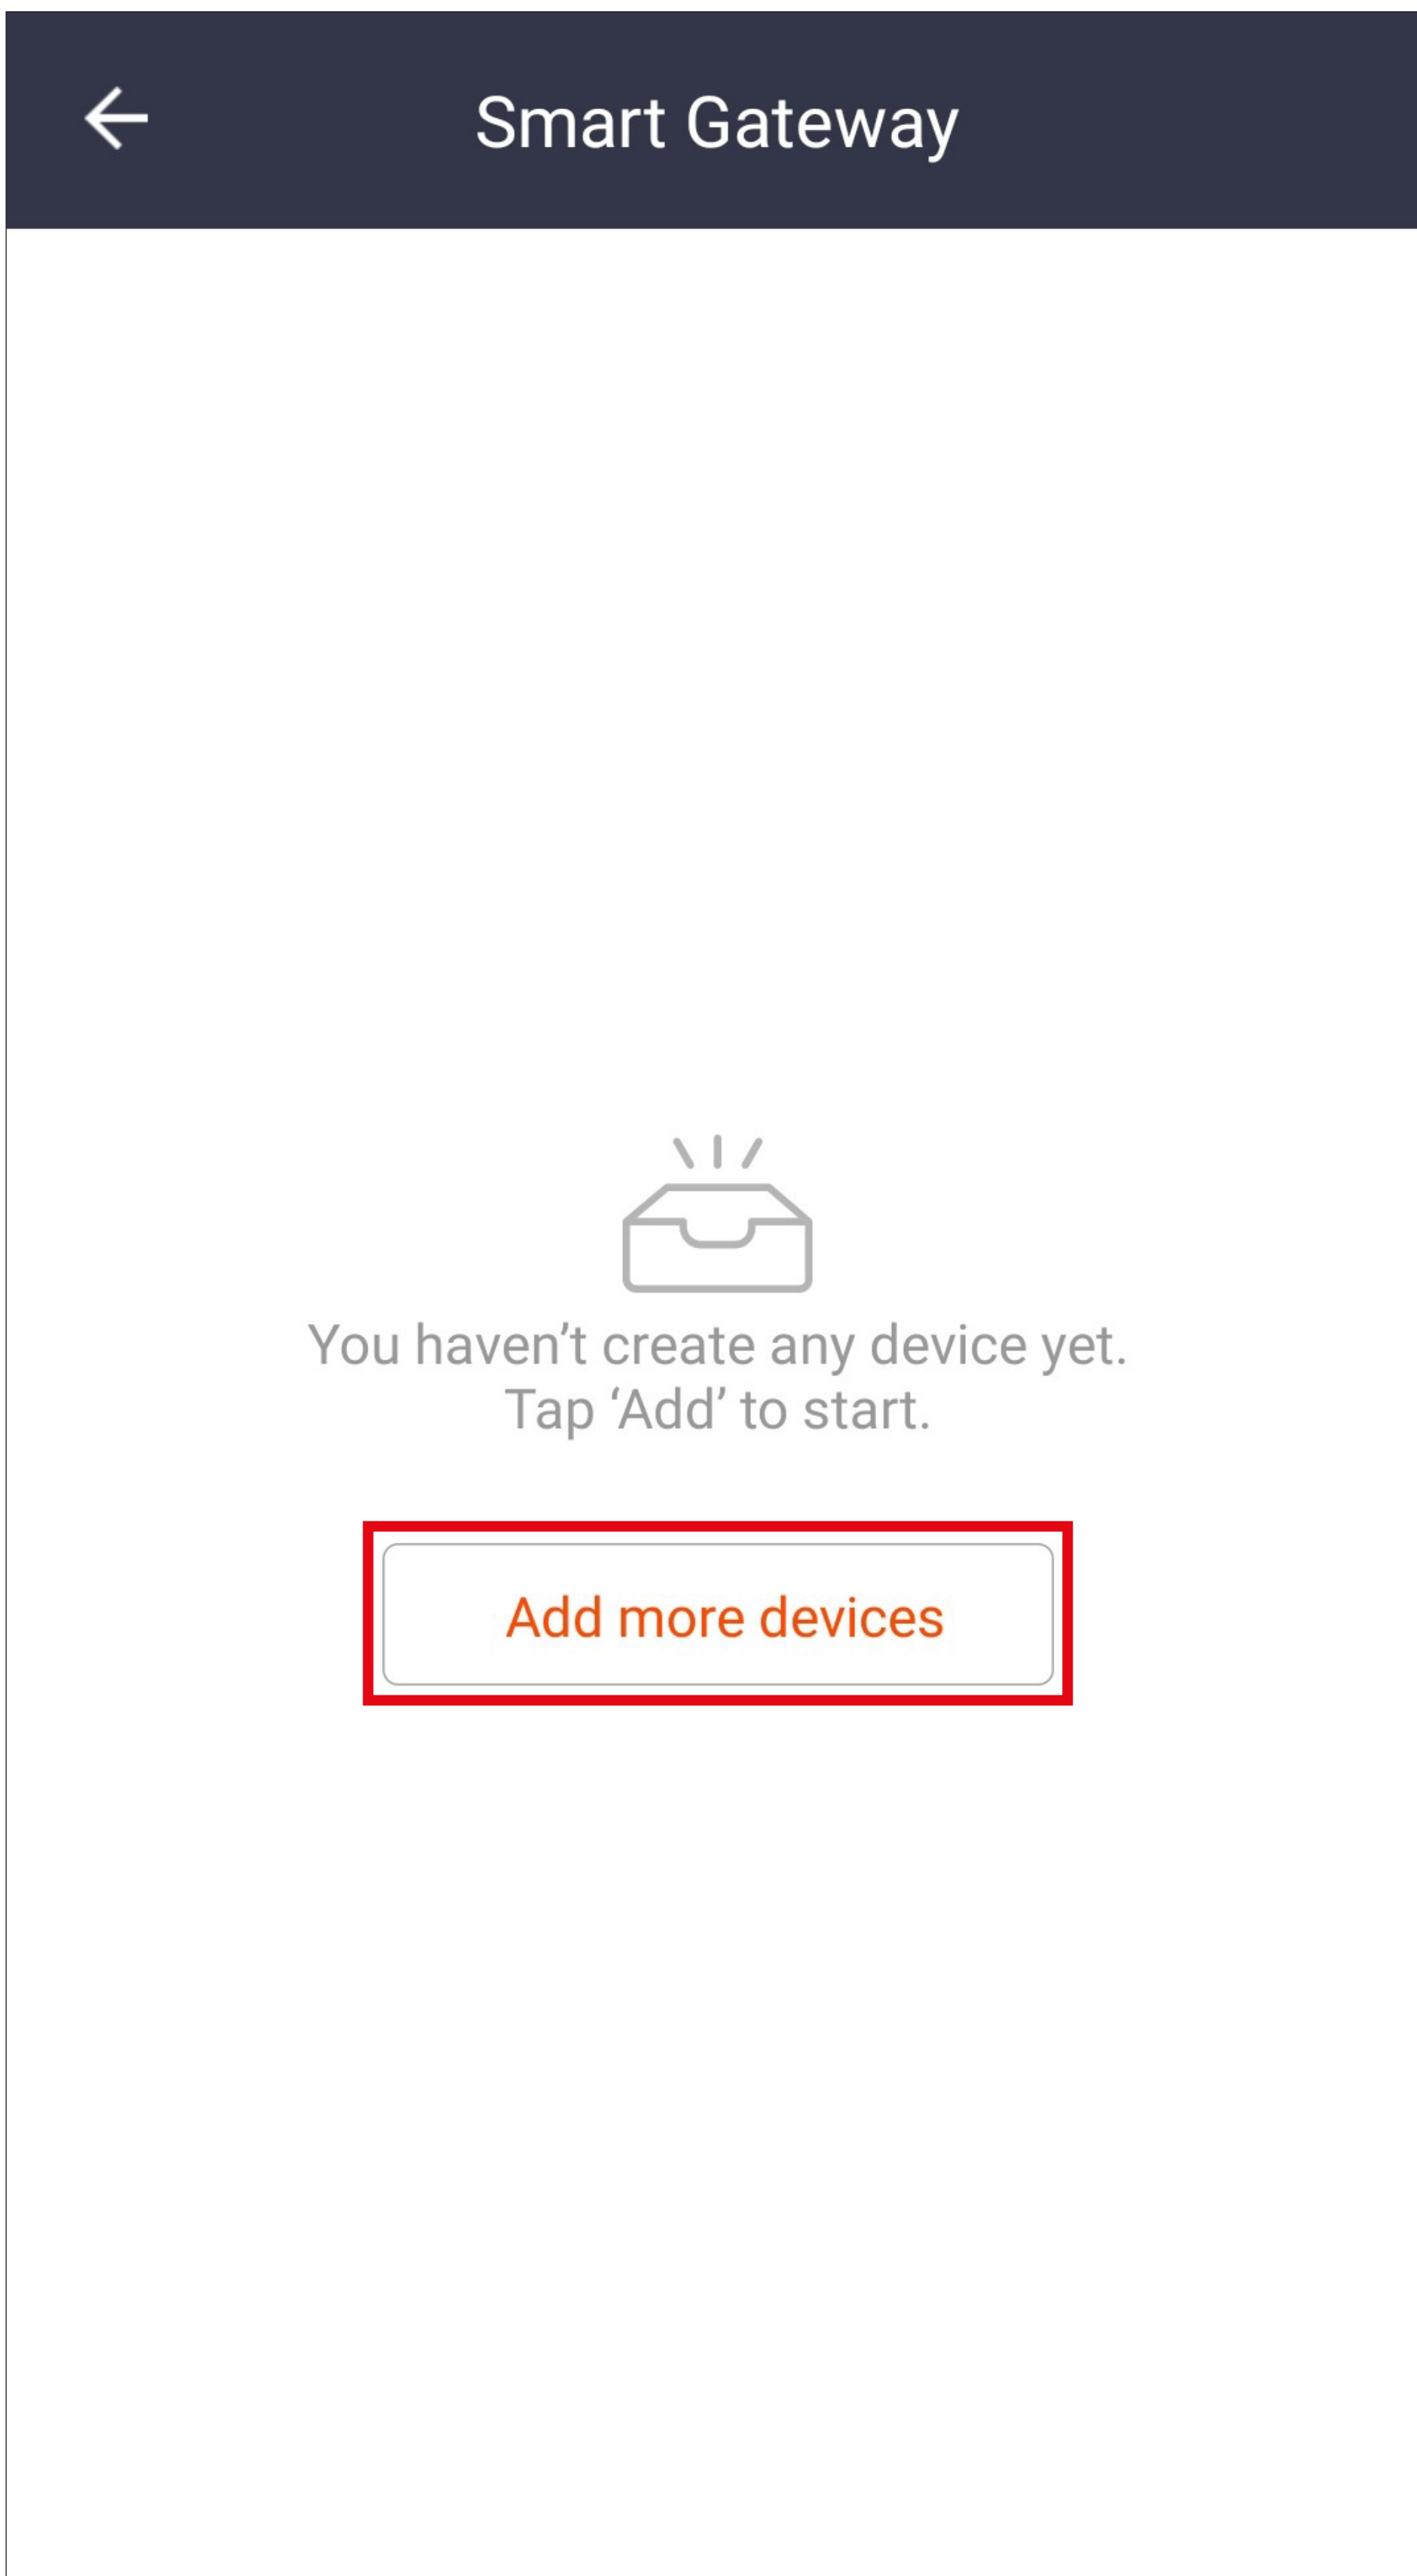 Smart Gateway
You haven’t create any device yet.
Tap ‘Add’ to start.
Add more devices